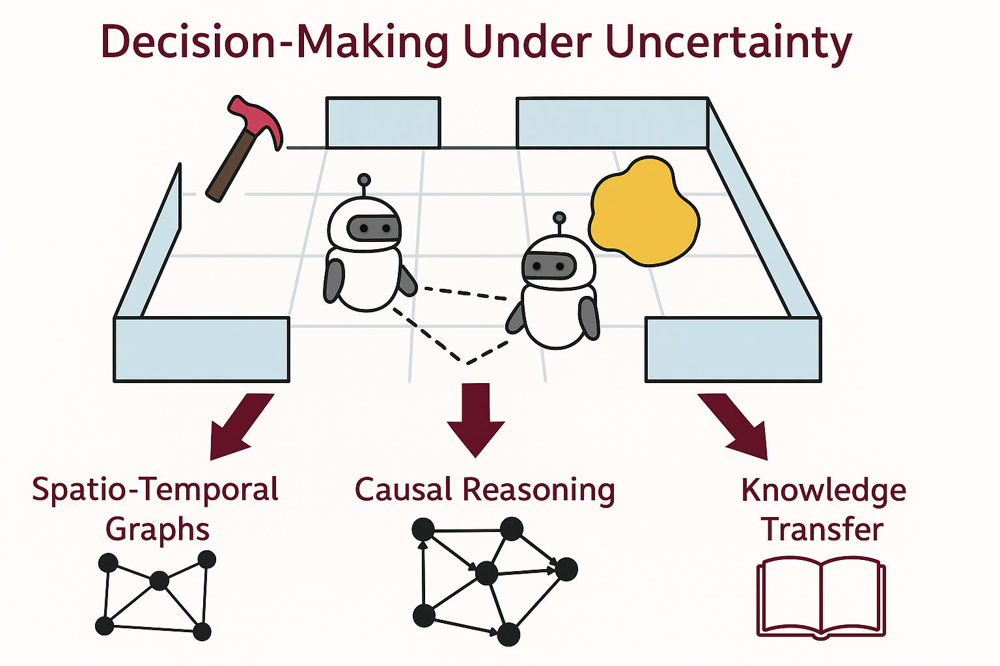 Decision-Making Under Uncertainty
Spatio-Temporal
Graphs
Causal Reasoning
Knowledge
Transfer